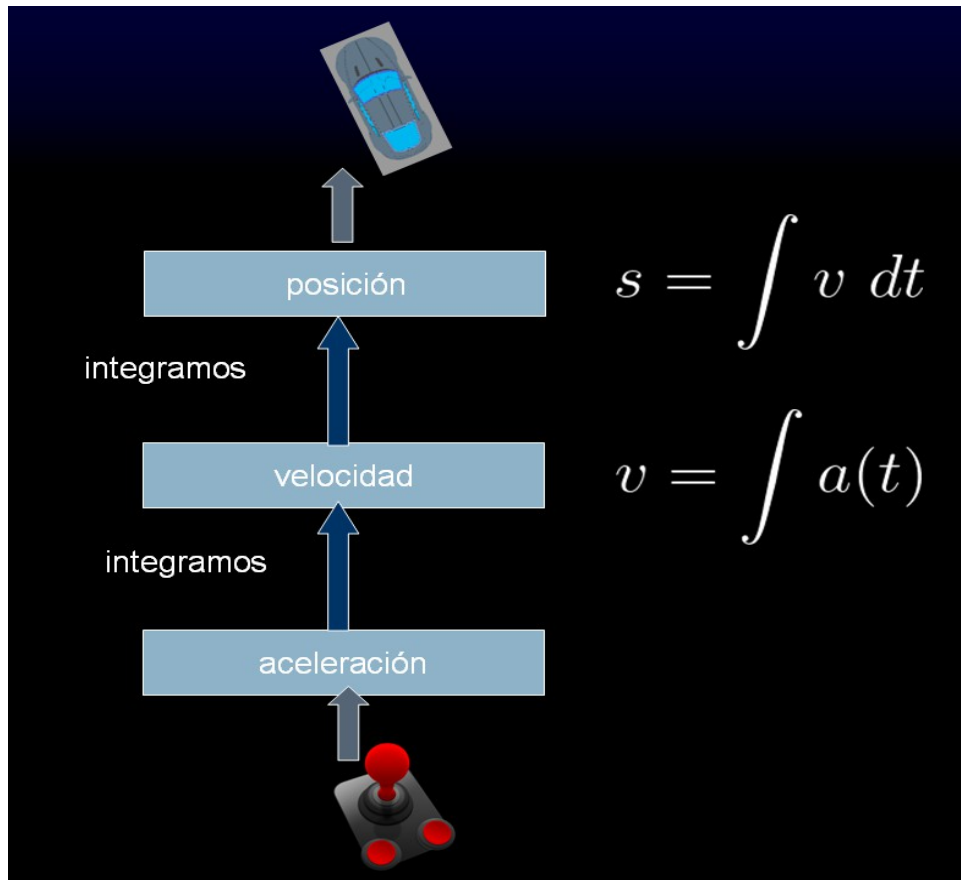 posición
s = ∫ v dt
integramos
velocidad
v = ∫ a(t)
integramos
aceleración